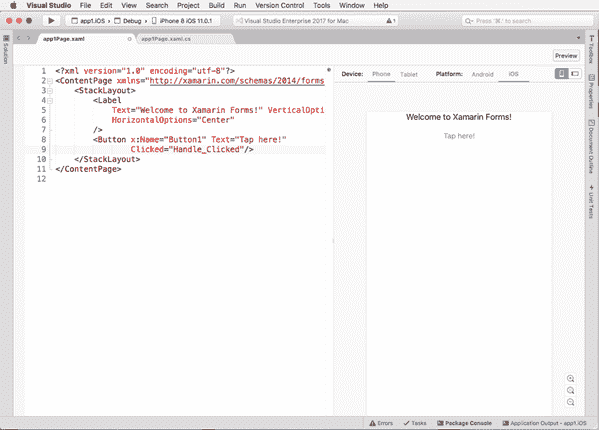 Visual Studio File Edit View Search Project Build Run Version Control Tools Window Help
app1.iOS Debug iPhone 8 iOS 11.0.1 Visual Studio Enterprise 2017 for Mac 1 Press '⌘.' to search
Solution
app1Page.xaml app1Page.xaml.cs
Preview
1 <?xml version="1.0" encoding="utf-8"?>
2 <ContentPage xmlns="http://xamarin.com/schemas/2014/forms
3 <StackLayout>
4 <Label
5 Text="Welcome to Xamarin Forms!" VerticalOpti
6 HorizontalOptions="Center"
7 />
8 <Button x:Name="Button1" Text="Tap here!"
9 Clicked="Handle_Clicked"/>
10 </StackLayout>
11 </ContentPage>
12
Device: Phone Tablet Platform: Android iOS
Welcome to Xamarin Forms!
Tap here!
Toolbox
Properties
Document Outline
Unit Tests
Errors Tasks Package Console Application Output - app1.iOS